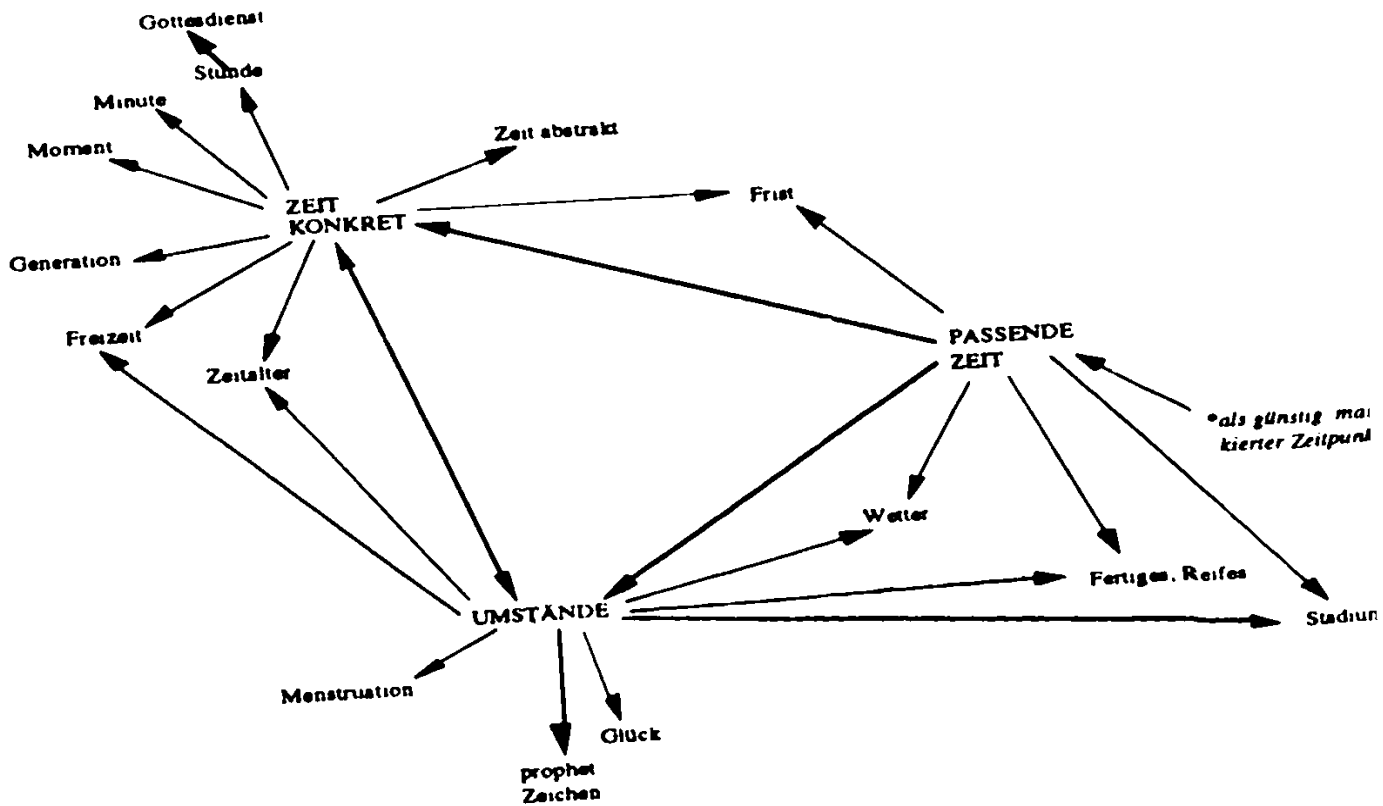 Gottesdienst
Stunde
Minute
Moment
Zeit abstrakt
Frist
ZEIT
KONKRET
Generation
Freizeit
Zeitalter
PASSENDE
ZEIT
*als günstig mar
kierter Zeitpunk
Wetter
Fertiges, Reifes
UMSTÄNDE
Stadium
Menstruation
Glück
prophet
Zeichen